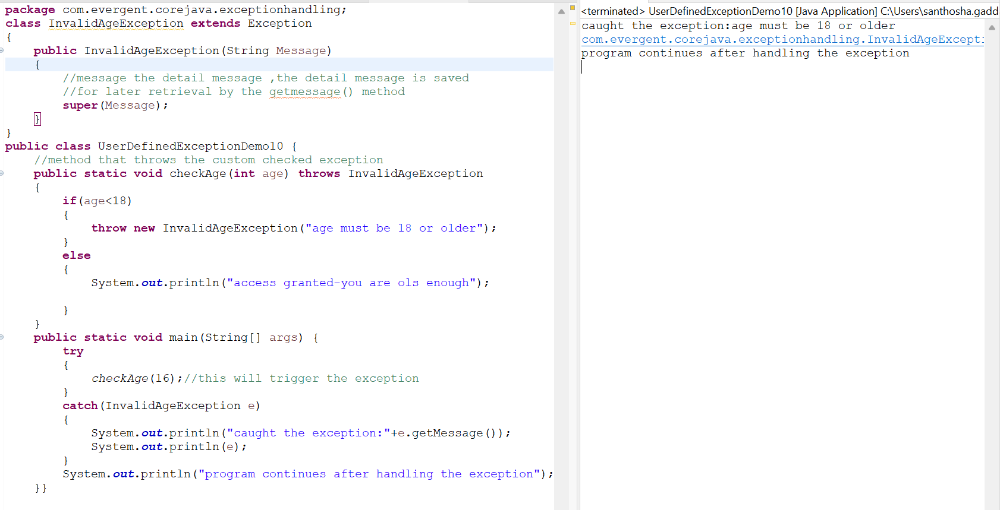 package com.evergent.corejava.exceptionhandling;
class InvalidAgeException extends Exception
{
public InvalidAgeException(String Message)
{
//message the detail message ,the detail message is saved
//for later retrieval by the getmessage() method
super(Message);
}
}
public class UserDefinedExceptionDemo10 {
//method that throws the custom checked exception
public static void checkAge(int age) throws InvalidAgeException
{
if(age<18)
{
throw new InvalidAgeException("age must be 18 or older");
}
else
{
System.out.println("access granted-you are ols enough");
}
}
public static void main(String[] args) {
try
{
checkAge(16);//this will trigger the exception
}
catch(InvalidAgeException e)
{
System.out.println("caught the exception:"+e.getMessage());
System.out.println(e);
}
System.out.println("program continues after handling the exception");
}}
<terminated> UserDefinedExceptionDemo10 [Java Application] C:\Users\santhosha.gadd
caught the exception:age must be 18 or older
com.evergent.corejava.exceptionhandling.InvalidAgeExcepti
program continues after handling the exception